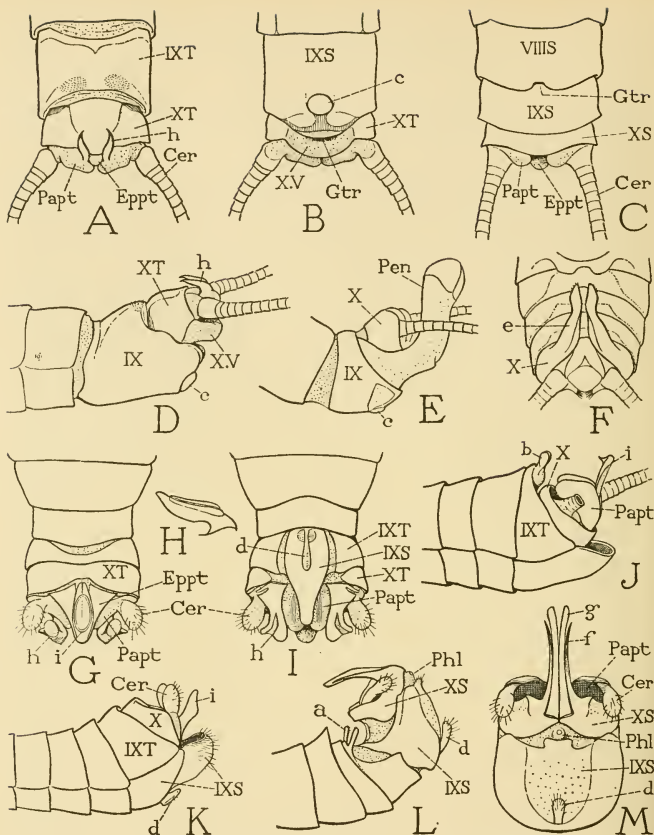 IXT
XT
h
Cer
Papt
Eppt
A
IXS
c
XT
X.V
Gtr
B
VIIIS
Gtr
IXS
XS
Papt
Eppt
Cer
C
XT
h
IX
X.V
c
D
Pen
X
IX
c
E
e
X
F
XT
Eppt
Cer
h
i
Papt
G
H
d
IXT
IXS
XT
Papt
h
I
b
X
i
Papt
IXT
J
Cer
i
X
IXT
IXS
d
K
Phl
XS
a
d
IXS
L
g
f
Papt
Cer
XS
Phl
IXS
d
M